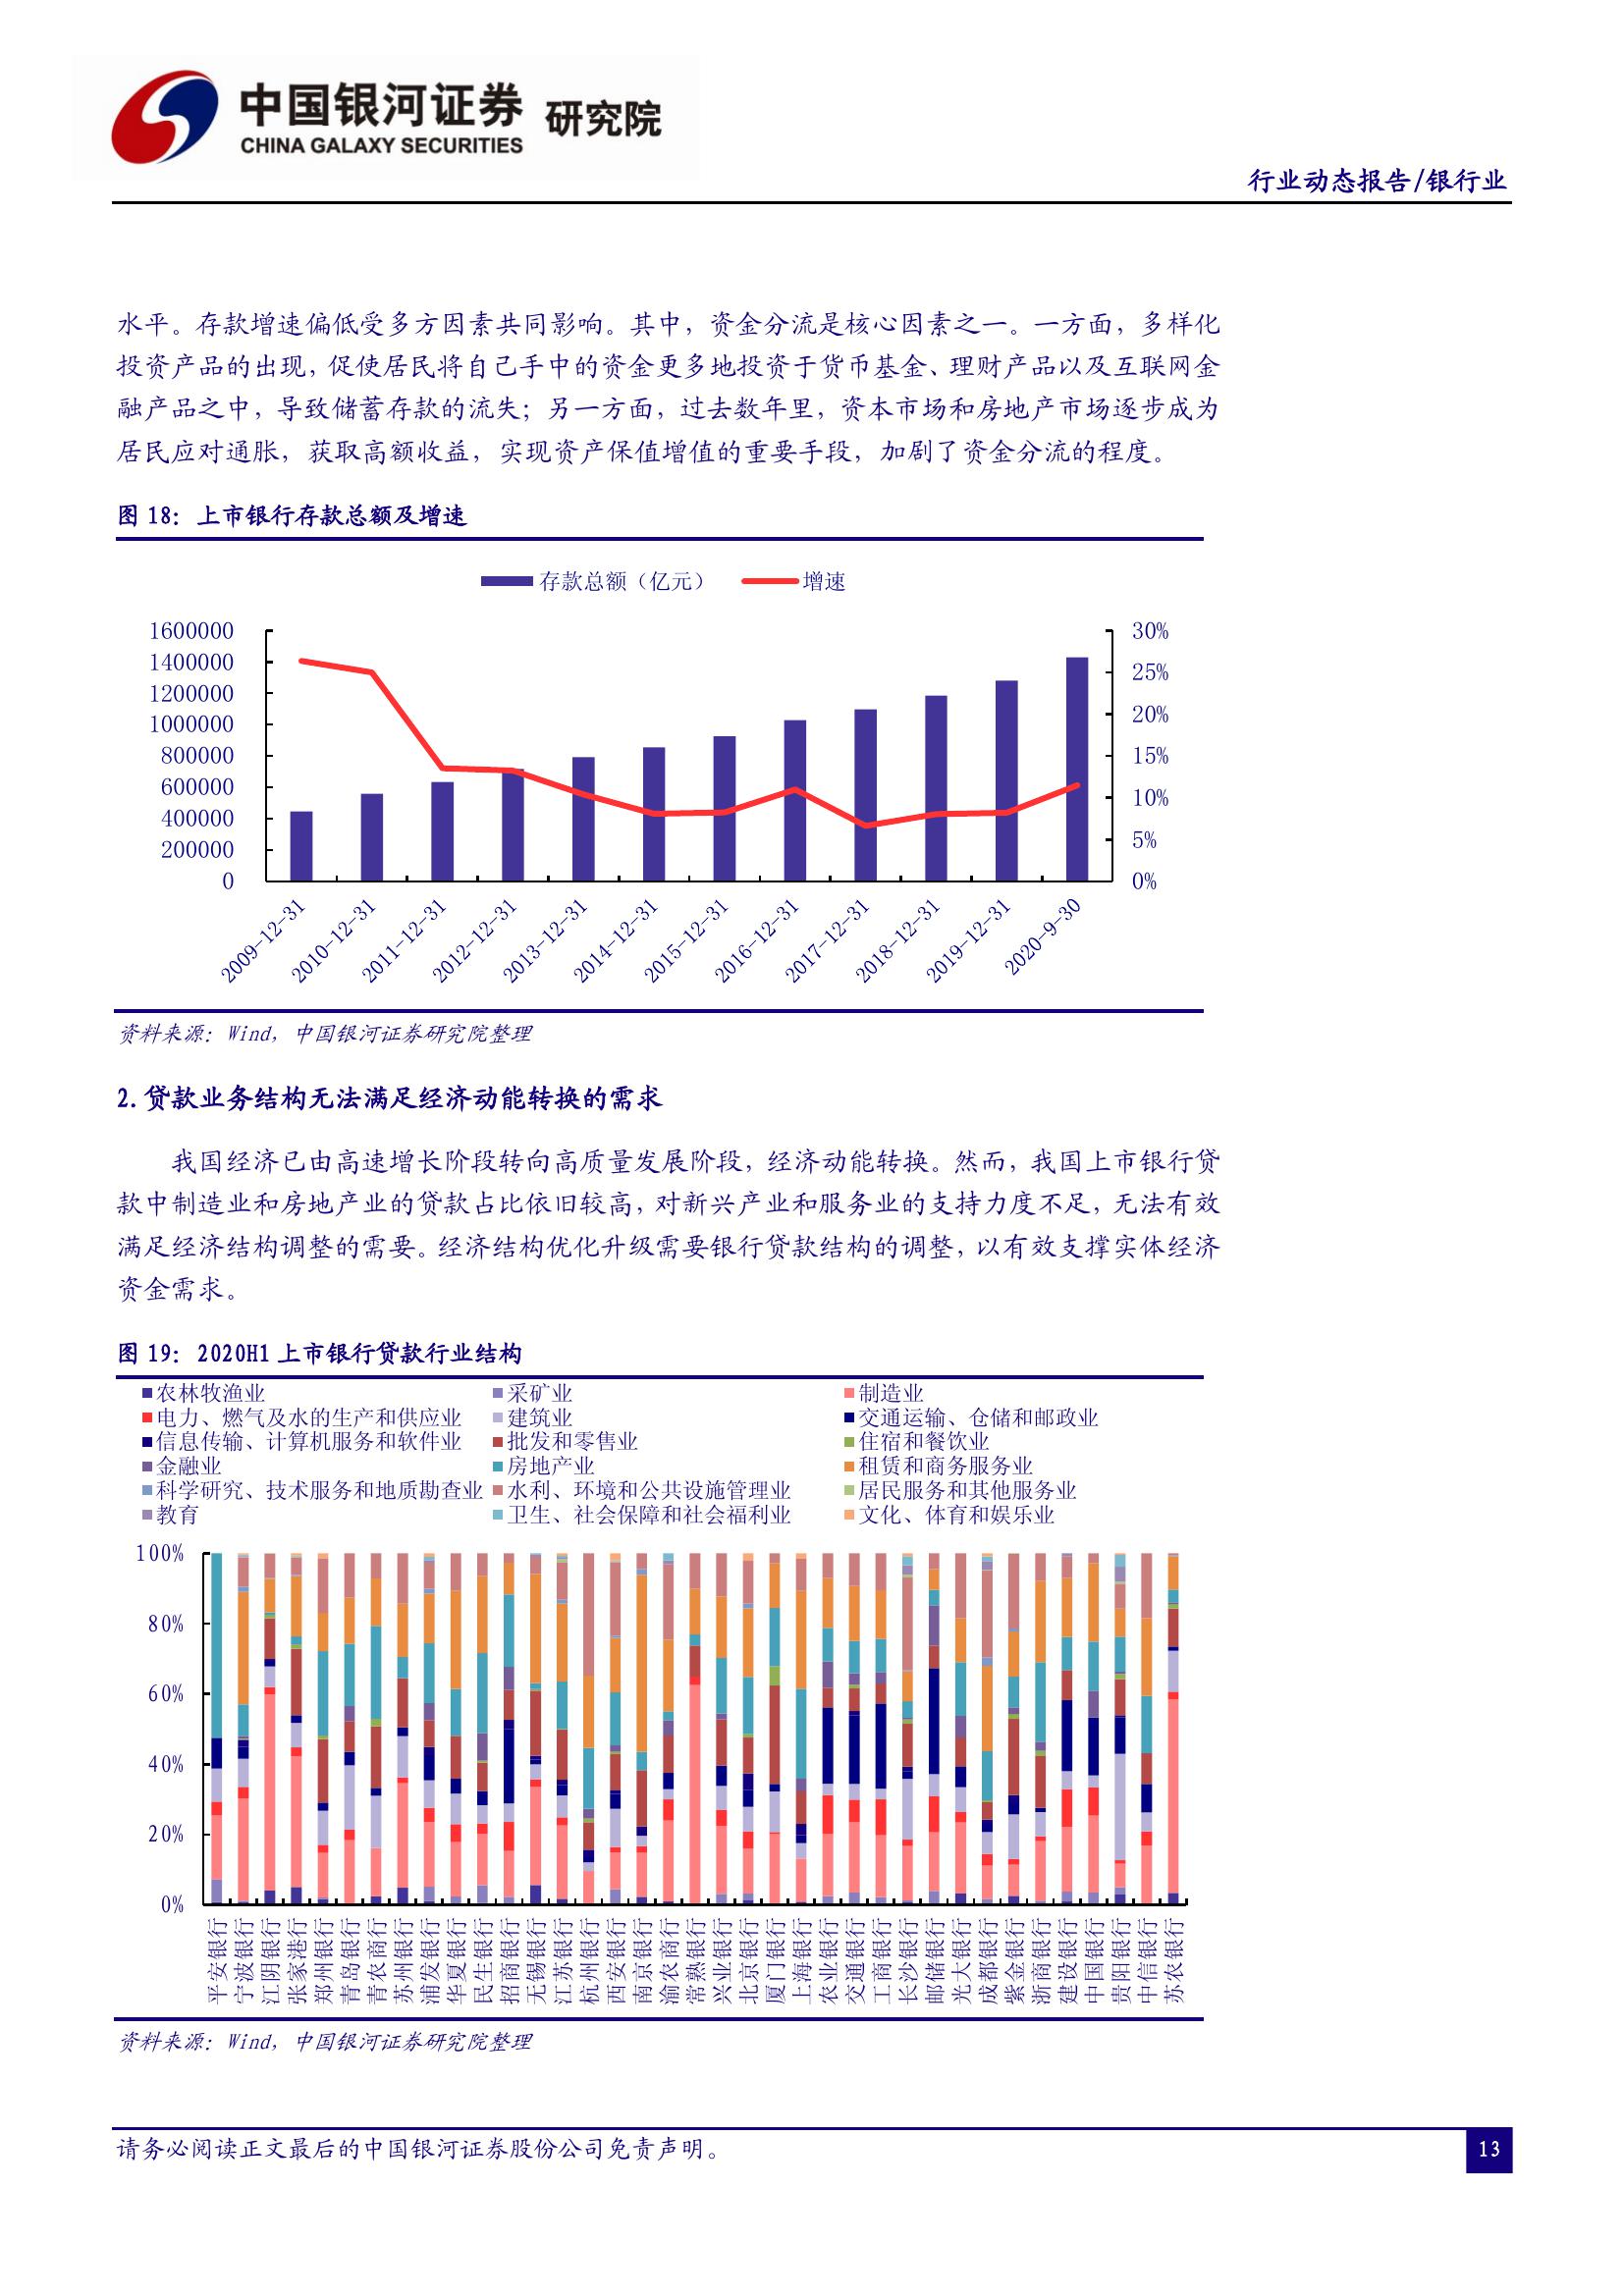 中国银河证券 研究院
CHINA GALAXY SECURITIES
行业动态报告/银行业
水平。存款增速偏低受多方因素共同影响。其中，资金分流是核心因素之一。一方面，多样化
投资产品的出现，促使居民将自己手中的资金更多地投资于货币基金、理财产品以及互联网金
融产品之中，导致储蓄存款的流失；另一方面，过去数年里，资本市场和房地产市场逐步成为
居民应对通胀，获取高额收益，实现资产保值增值的重要手段，加剧了资金分流的程度。
图 18：上市银行存款总额及增速
存款总额（亿元） 增速
1600000 30%
1400000 25%
1200000 20%
1000000
800000 15%
600000 10%
400000
200000 5%
0 0%
2009-12-31 2010-12-31 2011-12-31 2012-12-31 2013-12-31 2014-12-31 2015-12-31 2016-12-31 2017-12-31 2018-12-31 2019-12-31 2020-9-30
资料来源：Wind，中国银河证券研究院整理
2.贷款业务结构无法满足经济动能转换的需求
我国经济已由高速增长阶段转向高质量发展阶段，经济动能转换。然而，我国上市银行贷
款中制造业和房地产业的贷款占比依旧较高，对新兴产业和服务业的支持力度不足，无法有效
满足经济结构调整的需要。经济结构优化升级需要银行贷款结构的调整，以有效支撑实体经济
资金需求。
图 19：2020H1 上市银行贷款行业结构
农林牧渔业 采矿业 制造业
电力、燃气及水的生产和供应业 建筑业 交通运输、仓储和邮政业
信息传输、计算机服务和软件业 批发和零售业 住宿和餐饮业
金融业 房地产业 租赁和商务服务业
科学研究、技术服务和地质勘查业 水利、环境和公共设施管理业 居民服务和其他服务业
教育 卫生、社会保障和社会福利业 文化、体育和娱乐业
100%
80%
60%
40%
20%
0%
平安银行 宁波银行 江阴银行 张家港行 郑州银行 青岛银行 青农商行 苏州银行 浦发银行 华夏银行 民生银行 招商银行 无锡银行 江苏银行 杭州银行 西安银行 南京银行 渝农商行 常熟银行 兴业银行 北京银行 厦门银行 上海银行 农业银行 交通银行 工商银行 长沙银行 邮储银行 光大银行 成都银行 紫金银行 浙商银行 建设银行 中国银行 贵阳银行 中信银行 苏农银行
资料来源：Wind，中国银河证券研究院整理
请务必阅读正文最后的中国银河证券股份公司免责声明。
13